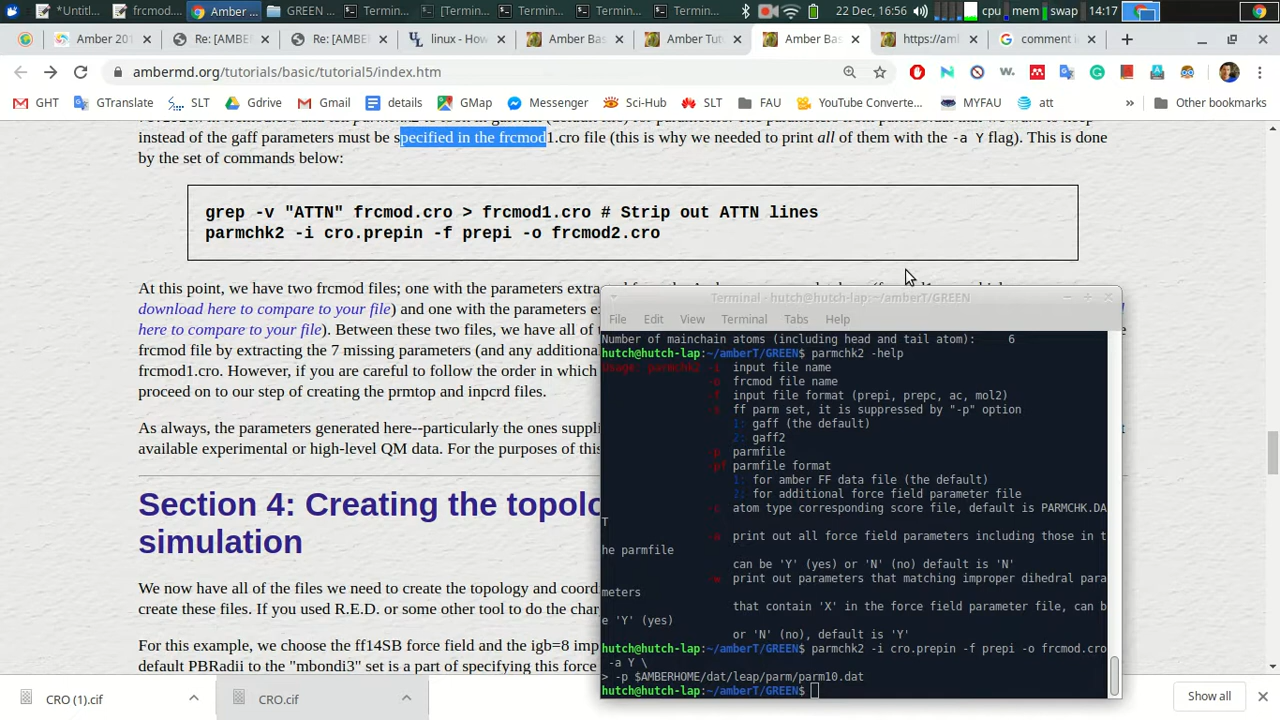 *Untitl...
frcmod....
Amber ...
GREEN ...
Termin...
[Termin...
Termin...
Termin...
Termin...
22 Dec, 16:56
cpu
mem
swap
14:17
Amber 201
Re: [AMBE
Re: [AMBE
linux - How
Amber Bas
Amber Tut
Amber Bas
https://aml
comment i
ambermd.org/tutorials/basic/tutorial5/index.htm
GHT
GTranslate
SLT
Gdrive
Gmail
details
GMap
Messenger
Sci-Hub
SLT
FAU
YouTube Converte...
MYFAU
att
»
Other bookmarks
instead of the gaff parameters must be specified in the frcmod1.cro file (this is why we needed to print all of them with the -a Y flag). This is done
by the set of commands below:
grep -v "ATTN" frcmod.cro > frcmod1.cro # Strip out ATTN lines
parmchk2 -i cro.prepin -f prepi -o frcmod2.cro
At this point, we have two frcmod files; one with the parameters
download here to compare to your file) and one with the parameters
here to compare to your file). Between these two files, we have all of
frcmod file by extracting the 7 missing parameters (and any additional
frcmod1.cro. However, if you are careful to follow the order in which
proceed on to our step of creating the prmtop and inpcrd files.
As always, the parameters generated here--particularly the ones
available experimental or high-level QM data. For the purposes of this
Section 4: Creating the
simulation
We now have all of the files we need to create the topology and
create these files. If you used R.E.D. or some other tool to do the
For this example, we choose the ff14SB force field and the igb=8
default PBRadii to the "mbondi3" set is a part of specifying this force
Terminal - hutch@hutch-lap: ~/amberT/GREEN
File Edit View Terminal Tabs Help
Number of mainchain atoms (including head and tail atom): 6
hutch@hutch-lap:~/amberT/GREEN$ parmchk2 -help
Usage: parmchk2 -i input file name
-o frcmod file name
-f input file format (prepi, prepc, ac, mol2)
-s ff parm set, it is suppressed by "-p" option
1: gaff (the default)
2: gaff2
-p parmfile
-pf parmfile format
1: for amber FF data file (the default)
2: for additional force field parameter file
-c atom type corresponding score file, default is PARMCHK.DA
T
-a print out all force field parameters including those in t
he parmfile
can be 'Y' (yes) or 'N' (no) default is 'N'
-w print out parameters that matching improper dihedral para
meters
that contain 'X' in the force field parameter file, can b
e 'Y' (yes)
or 'N' (no), default is 'Y'
hutch@hutch-lap:~/amberT/GREEN$ parmchk2 -i cro.prepin -f prepi -o frcmod.cro
-a Y \
> -p $AMBERHOME/dat/leap/parm/parm10.dat
hutch@hutch-lap:~/amberT/GREEN$
CRO (1).cif
CRO.cif
Show all